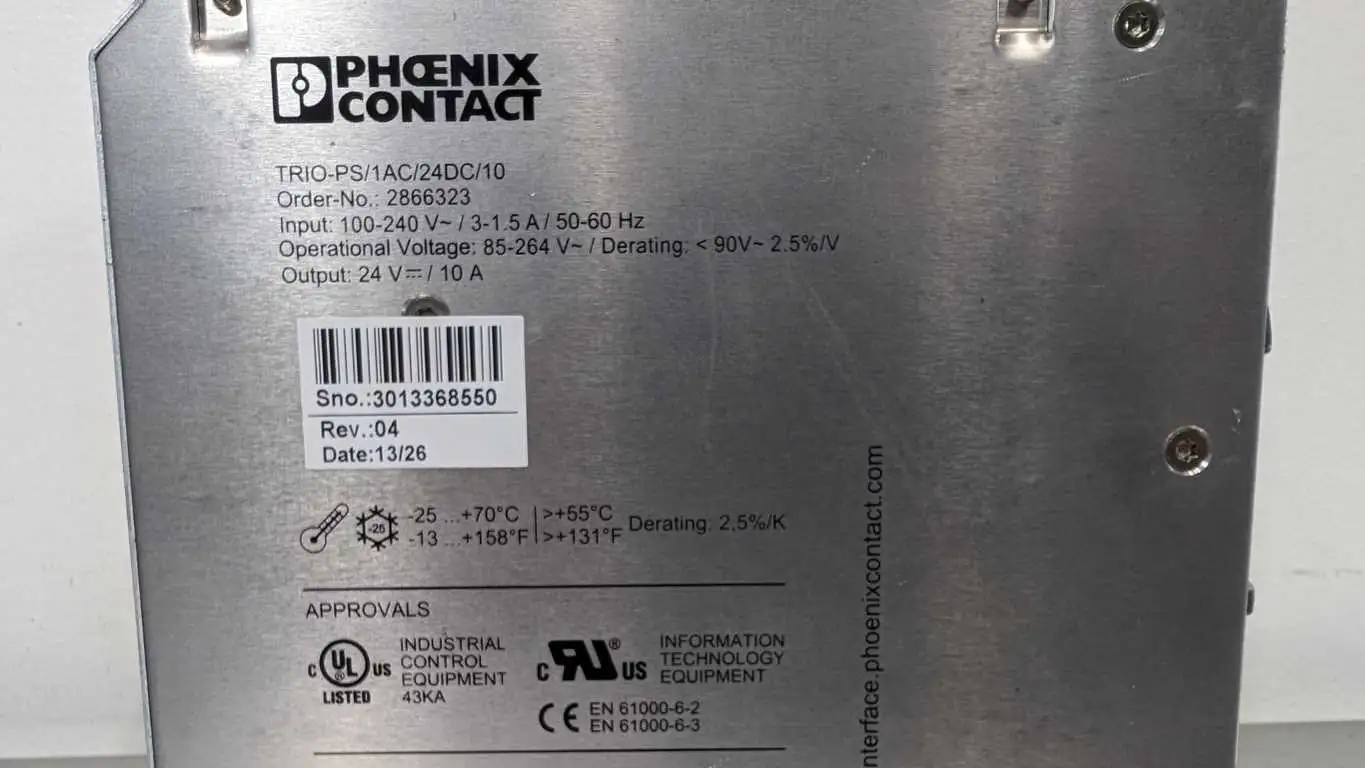 PHŒNIX
CONTACT
TRIO-PS/1AC/24DC/10
Order-No.: 2866323
Input: 100-240 V~ / 3-1.5 A / 50-60 Hz
Operational Voltage: 85-264 V~ / Derating: < 90V~ 2.5%/V
Output: 24 V⎓ / 10 A
Sno.:3013368550
Rev.:04
Date:13/26
-25
-25 ...+70°C |>+55°C
-13 ...+158°F |>+131°F
Derating: 2,5%/K
APPROVALS
C UL ® US LISTED
INDUSTRIAL
CONTROL
EQUIPMENT
43KA
C RU ® US
INFORMATION
TECHNOLOGY
EQUIPMENT
CE
EN 61000-6-2
EN 61000-6-3
nterface.phoenixcontact.com